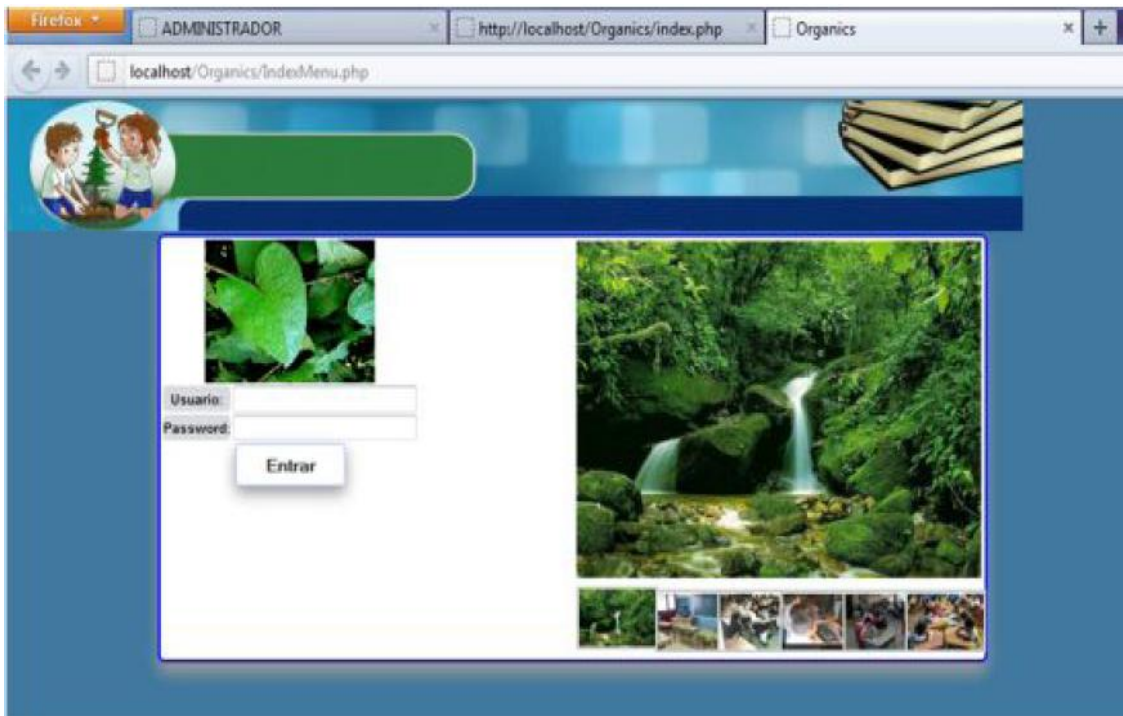 Firefox
ADMINISTRADOR
http://localhost/Organics/index.php
Organics
localhost/Organics/IndexMenu.php
Usuario:
Password:
Entrar